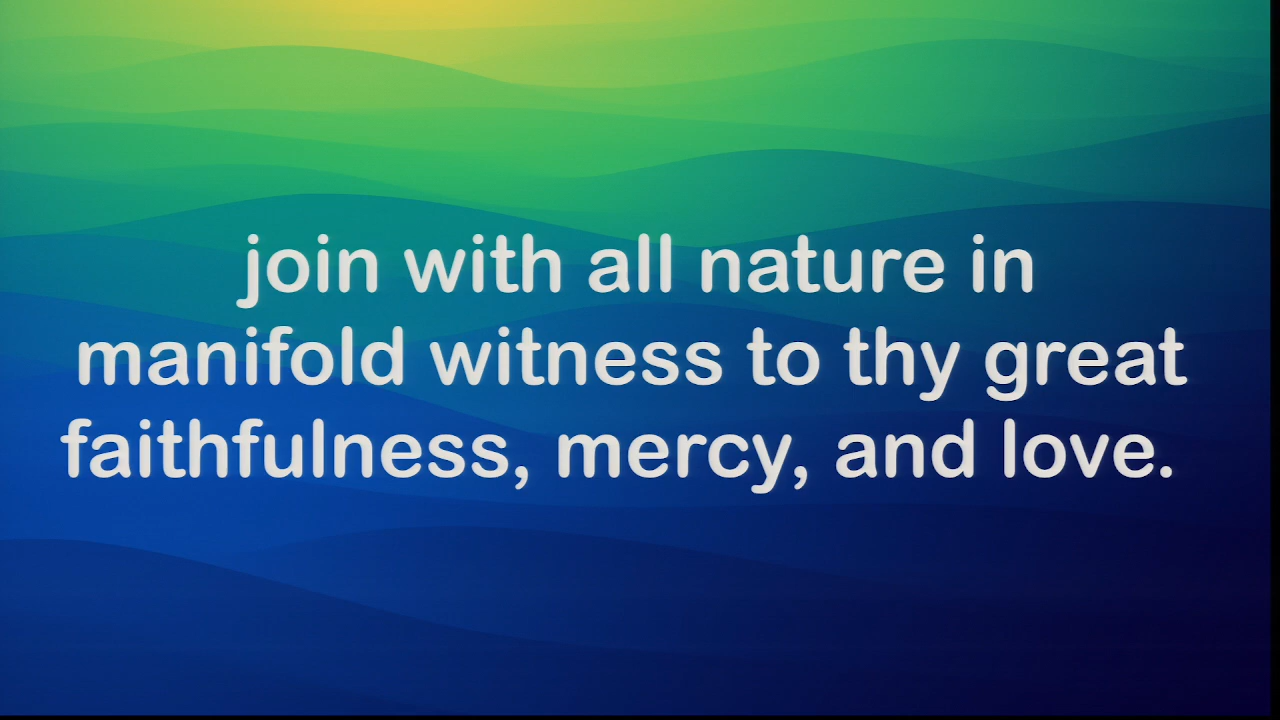 join with all nature in
manifold witness to thy great
faithfulness, mercy, and love.